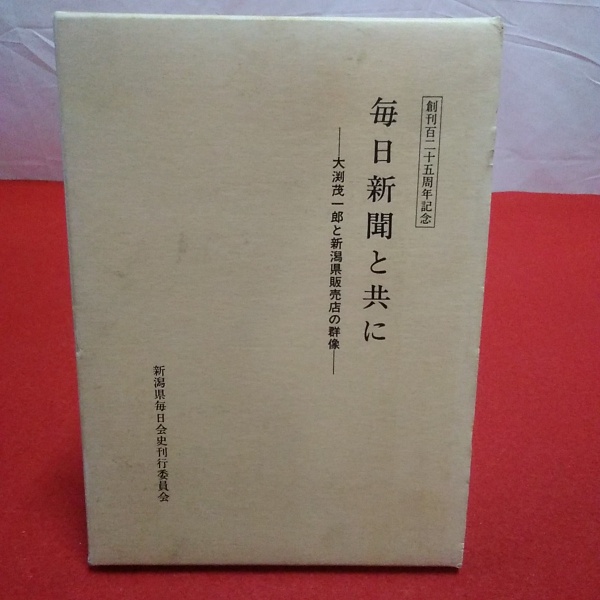 創刊百二十五周年記念
毎日新聞と共に
―大渕茂一郎と新潟県販売店の群像―
新潟県毎日会史刊行委員会